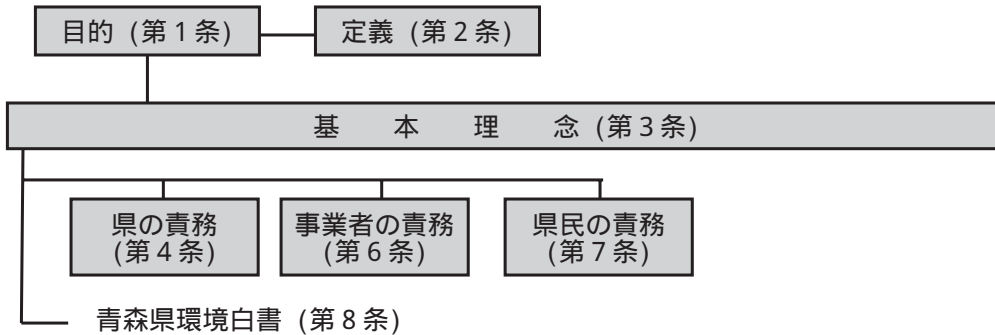 目的 (第1条)
定義 (第2条)
基本理念 (第3条)
県の責務
(第4条)
事業者の責務
(第6条)
県民の責務
(第7条)
青森県環境白書 (第8条)